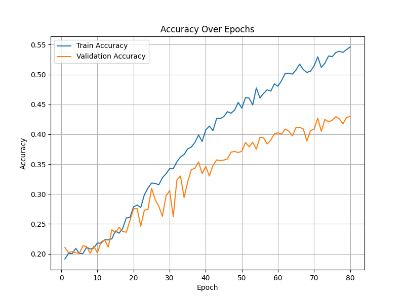 Accuracy Over Epochs
Train Accuracy
Validation Accuracy
0.55
0.50
0.45
0.40
0.35
0.30
0.25
0.20
Accuracy
0 10 20 30 40 50 60 70 80
Epoch